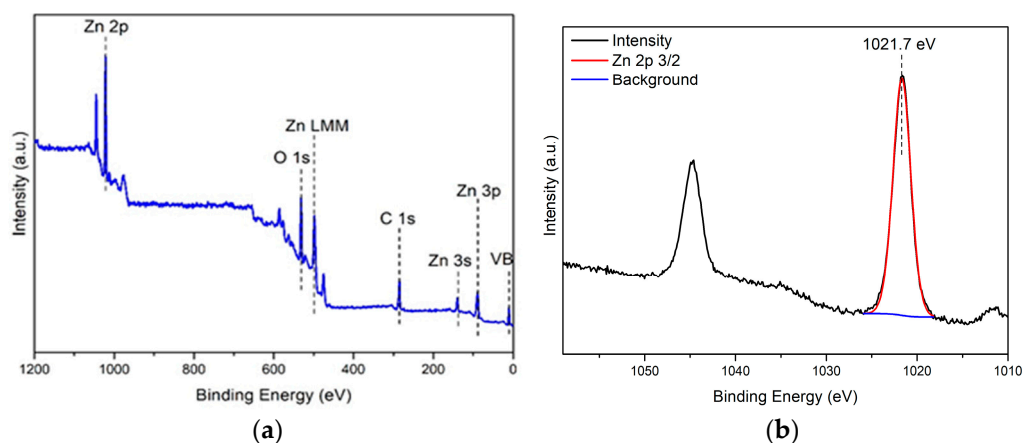 Zn 2p
Zn LMM
O 1s
C 1s
Zn 3s
Zn 3p
VB
Intensity (a.u.)
1200 1000 800 600 400 200 0
Binding Energy (eV)
(a)
Intensity
Zn 2p 3/2
Background
1021.7 eV
Intensity (a.u.)
1050 1040 1030 1020 1010
Binding Energy (eV)
(b)